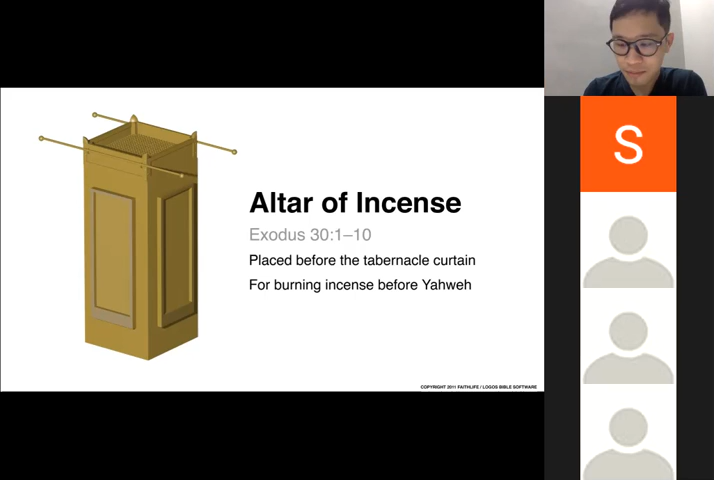 Altar of Incense
Exodus 30:1–10
Placed before the tabernacle curtain
For burning incense before Yahweh
COPYRIGHT 2011 FAITHLIFE / LOGOS BIBLE SOFTWARE
S